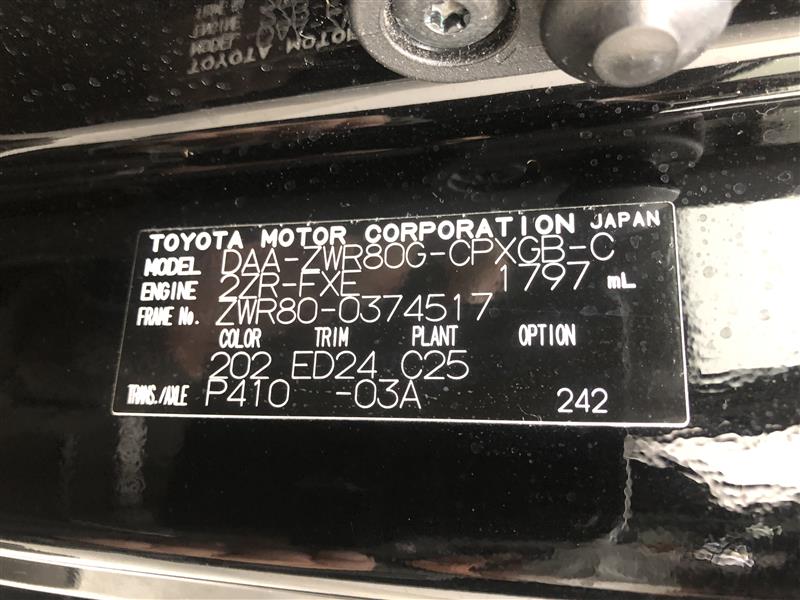 TOYOTA MOTOR CORPORATION JAPAN
MODEL DAA-ZWR80G-CPXGB-C
ENGINE 2ZR-FXE 1797 mL
FRAME No. ZWR80-0374517
COLOR TRIM PLANT OPTION
202 ED24 C25
TRANS./AXLE P410 -03A 242